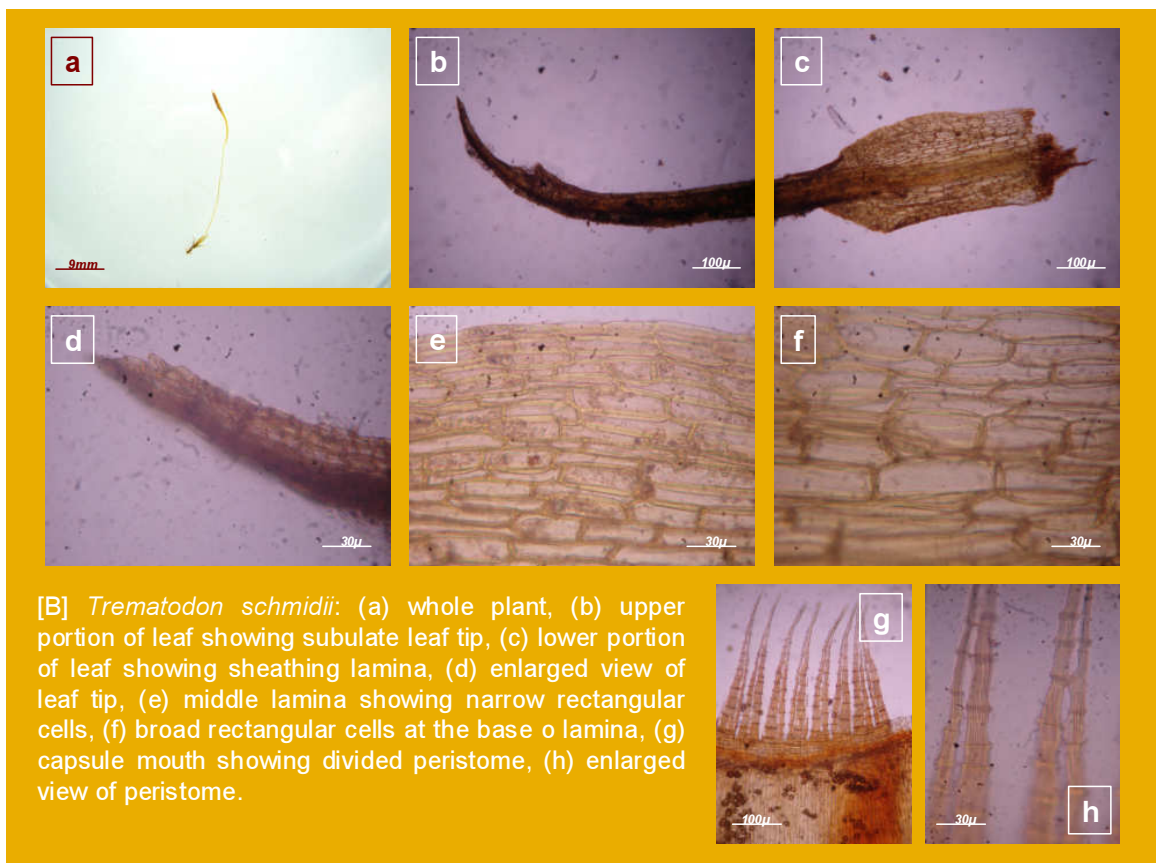 a
b
c
9mm
100µ
100µ
d
e
f
30µ
30µ
30µ
[B] Trematodon schmidii: (a) whole plant, (b) upper
portion of leaf showing subulate leaf tip, (c) lower portion
of leaf showing sheathing lamina, (d) enlarged view of
leaf tip, (e) middle lamina showing narrow rectangular
cells, (f) broad rectangular cells at the base o lamina, (g)
capsule mouth showing divided peristome, (h) enlarged
view of peristome.
g
100µ
h
30µ